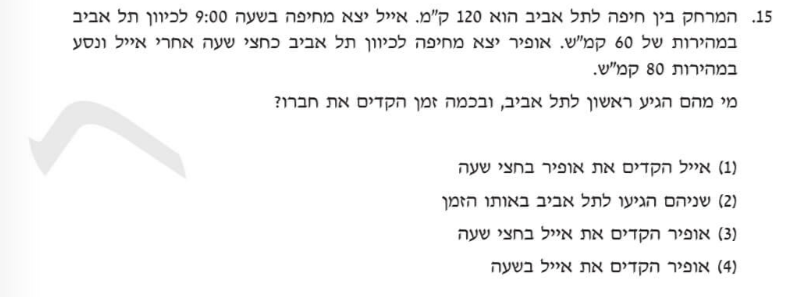 15. המרחק בין חיפה לתל אביב הוא 120 ק"מ. אייל יצא מחיפה בשעה 9:00 לכיוון תל אביב
במהירות של 60 קמ"ש. אופיר יצא מחיפה לכיוון תל אביב כחצי שעה אחרי אייל ונסע
במהירות 80 קמ"ש.
מי מהם הגיע ראשון לתל אביב, ובכמה זמן הקדים את חברו?
(1) אייל הקדים את אופיר בחצי שעה
(2) שניהם הגיעו לתל אביב באותו הזמן
(3) אופיר הקדים את אייל בחצי שעה
(4) אופיר הקדים את אייל בשעה